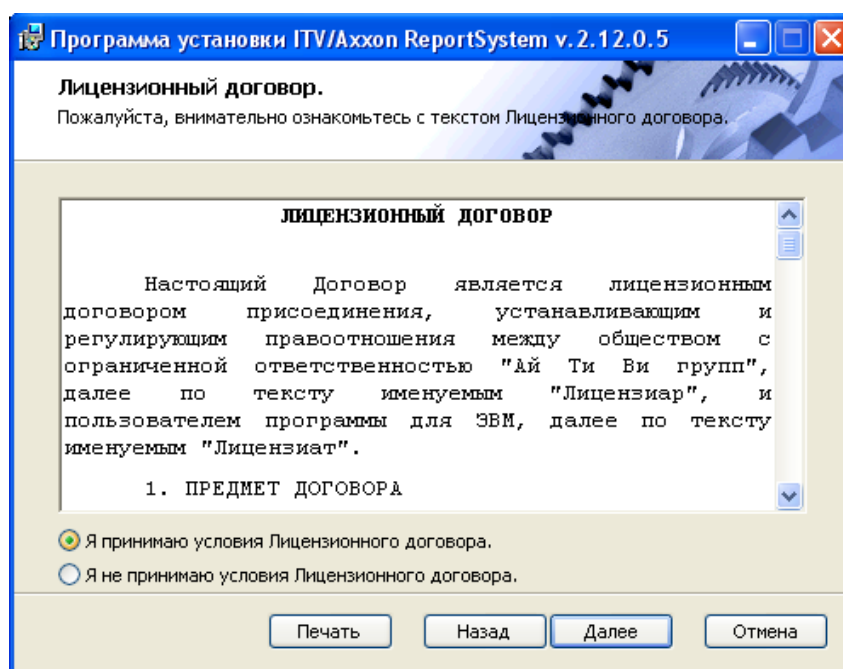 Программа установки ITV/Axxon ReportSystem v.2.12.0.5
Лицензионный договор.
Пожалуйста, внимательно ознакомьтесь с текстом Лицензионного договора.
ЛИЦЕНЗИОННЫЙ ДОГОВОР
Настоящий Договор является лицензионным
договором присоединения, устанавливающим и
регулирующим правоотношения между обществом с
ограниченной ответственностью "Ай Ти Ви групп",
далее по тексту именуемым "Лицензиар", и
пользователем программы для ЭВМ, далее по тексту
именуемым "Лицензиат".
1. ПРЕДМЕТ ДОГОВОРА
Я принимаю условия Лицензионного договора.
Я не принимаю условия Лицензионного договора.
Печать Назад Далее Отмена